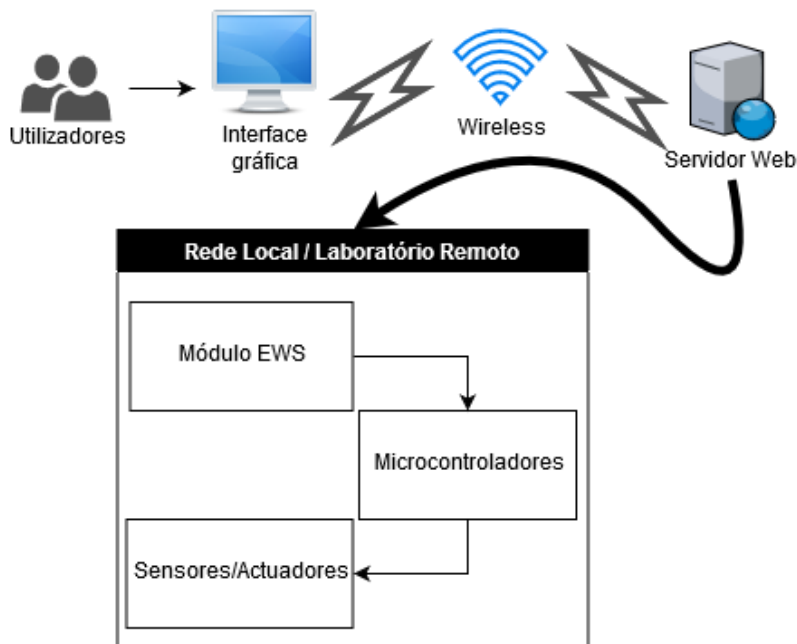 Utilizadores
Interface
gráfica
Wireless
Servidor Web
Rede Local / Laboratório Remoto
Módulo EWS
Microcontroladores
Sensores/Actuadores